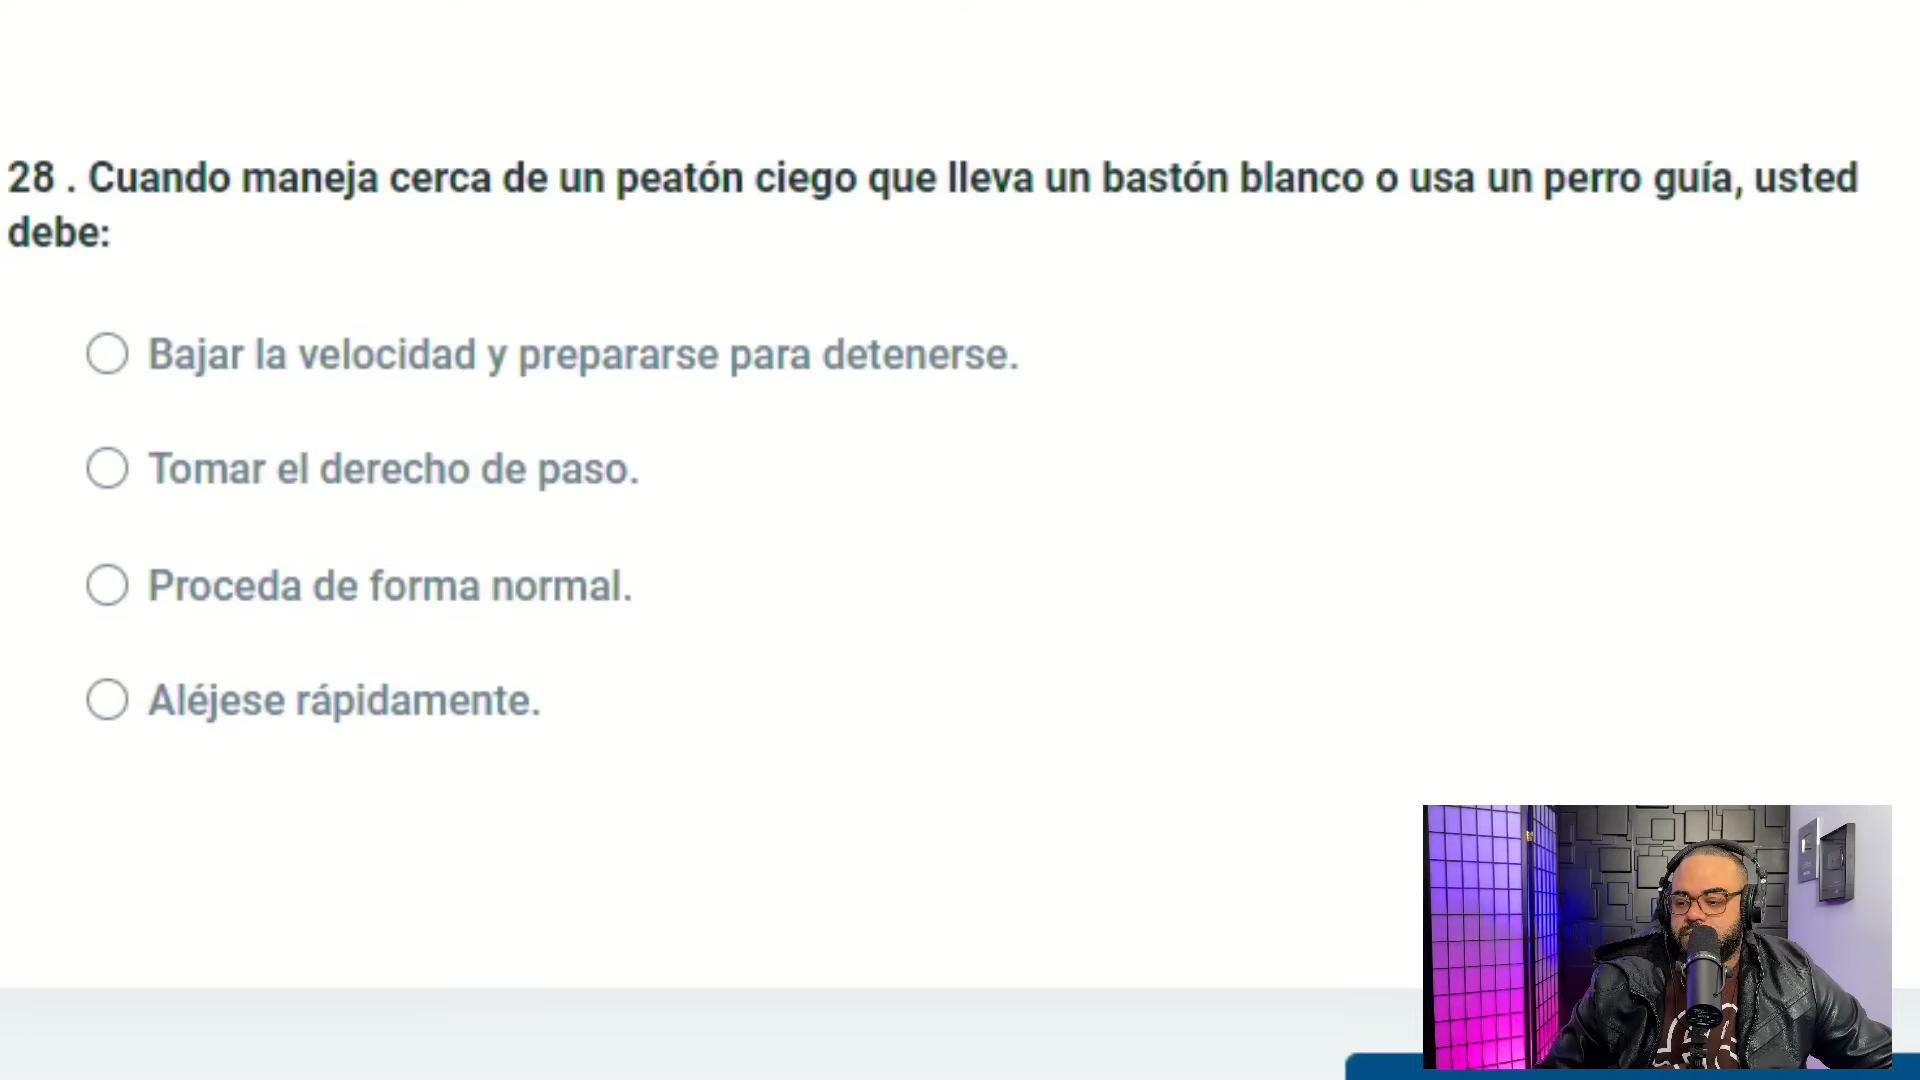 28 . Cuando maneja cerca de un peatón ciego que lleva un bastón blanco o usa un perro guía, usted
debe:
Bajar la velocidad y prepararse para detenerse.
Tomar el derecho de paso.
Proceda de forma normal.
Aléjese rápidamente.